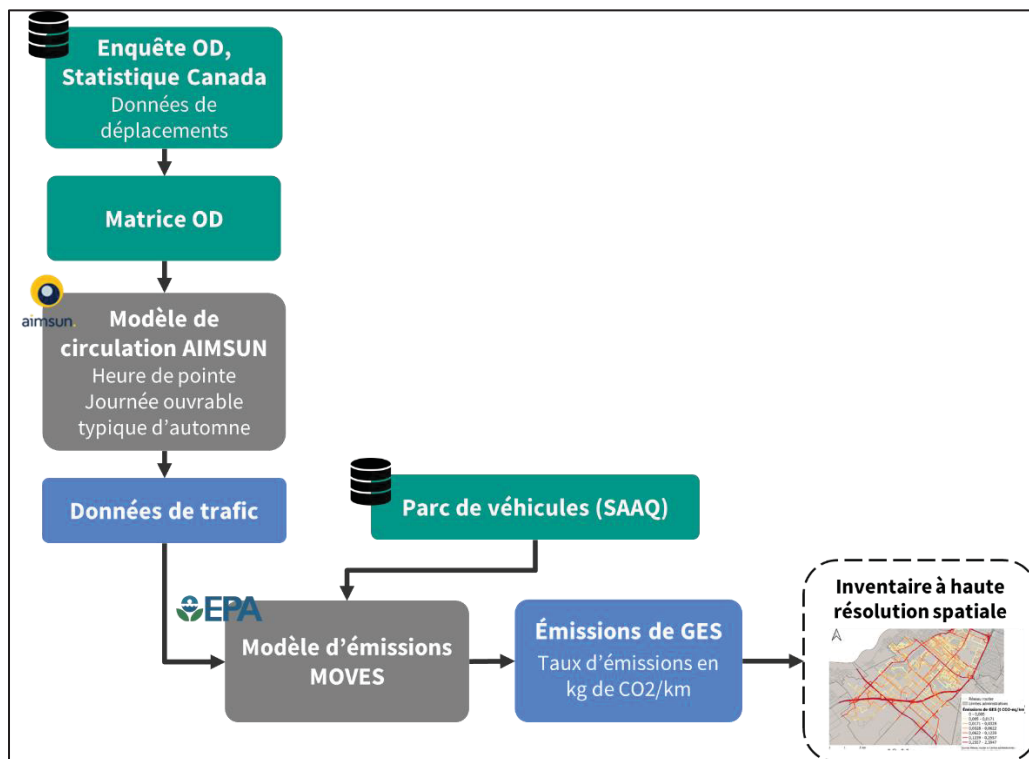 Enquête OD,
Statistique Canada
Données de
déplacements
Matrice OD
aimsun.
Modèle de
circulation AIMSUN
Heure de pointe
Journée ouvrable
typique d'automne
Données de trafic
Parc de véhicules (SAAQ)
EPA
Modèle d'émissions
MOVES
Émissions de GES
Taux d'émissions en
kg de CO2/km
Inventaire à haute
résolution spatiale